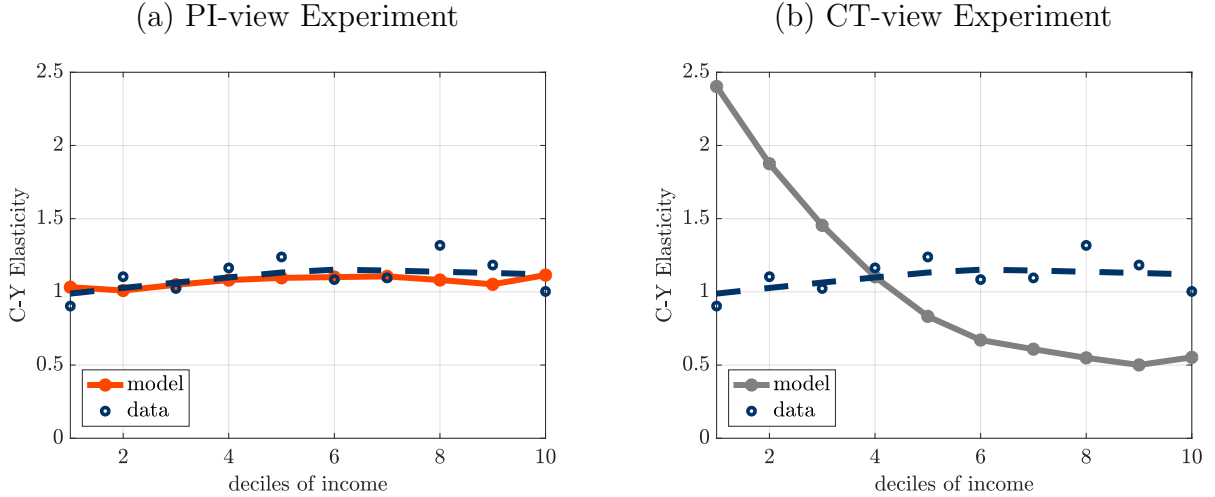 (a) PI-view Experiment
2.5
2
1.5
1
0.5
0
C-Y Elasticity
model
data
2 4 6 8 10
deciles of income
(b) CT-view Experiment
2.5
2
1.5
1
0.5
0
C-Y Elasticity
model
data
2 4 6 8 10
deciles of income